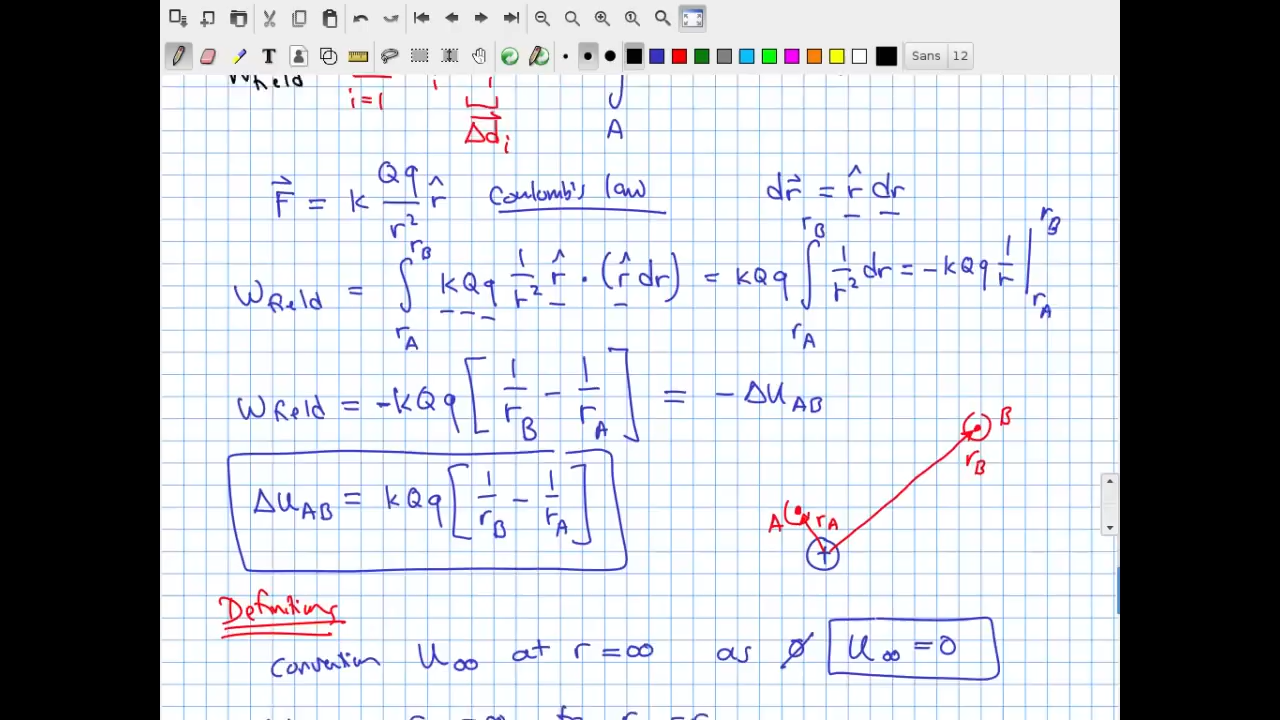 Sans 12
W_field i=1 i
Δd_i A
F⃗ = k Qq/r² r̂ Coulomb's law dr⃗ = r̂ dr
W_field = ∫_{r_A}^{r_B} kQq 1/r² r̂ · (r̂ dr) = kQq ∫_{r_A}^{r_B} 1/r² dr = -kQq 1/r |_{r_A}^{r_B}
W_field = -kQq [1/r_B - 1/r_A] = -ΔU_AB
B
r_B
ΔU_AB = kQq [1/r_B - 1/r_A]
A r_A
+
Definitions
Convention U_∞ at r = ∞ as 0 U_∞ = 0